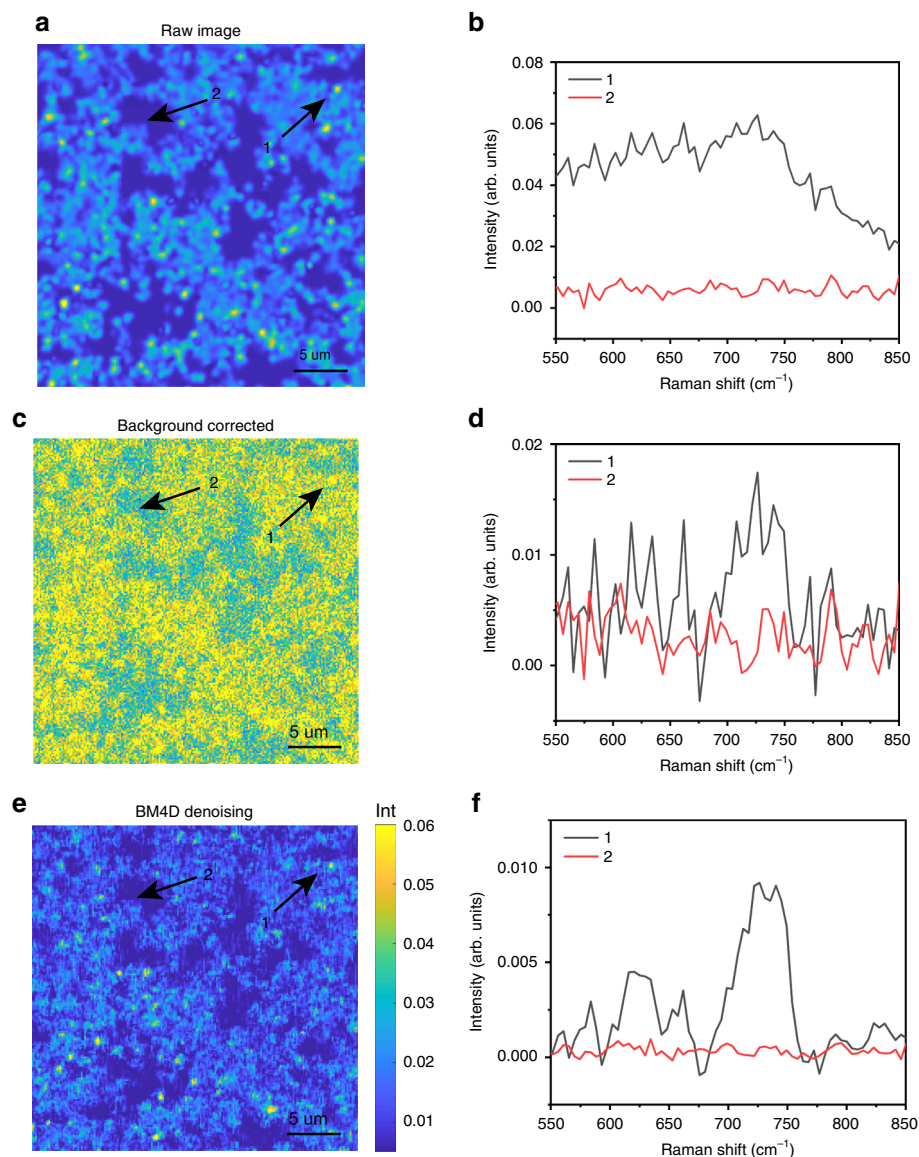 a
Raw image
2
1
5 um
b
0.08
0.06
0.04
0.02
0.00
Intensity (arb. units)
1
2
550 600 650 700 750 800 850
Raman shift (cm⁻¹)
c
Background corrected
2
1
5 um
d
0.02
0.01
0.00
Intensity (arb. units)
1
2
550 600 650 700 750 800 850
Raman shift (cm⁻¹)
e
BM4D denoising
2
1
5 um
Int
0.06
0.05
0.04
0.03
0.02
0.01
f
0.010
0.005
0.000
Intensity (arb. units)
1
2
550 600 650 700 750 800 850
Raman shift (cm⁻¹)